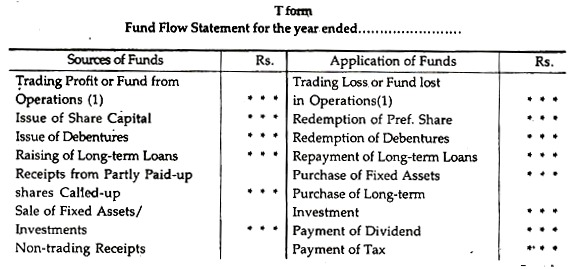 T form
Fund Flow Statement for the year ended........................
Sources of Funds Rs. Application of Funds Rs.
Trading Profit or Fund from Trading Loss or Fund lost
Operations (1) * * * in Operations(1) * * *
Issue of Share Capital * * * Redemption of Pref. Share * * *
Issue of Debentures * * * Redemption of Debentures * * *
Raising of Long-term Loans * * * Repayment of Long-term Loans * * *
Receipts from Partly Paid-up Purchase of Fixed Assets * * *
shares Called-up * * * Purchase of Long-term
Sale of Fixed Assets/ Investment * * *
Investments * * * Payment of Dividend * * *
Non-trading Receipts Payment of Tax * * *